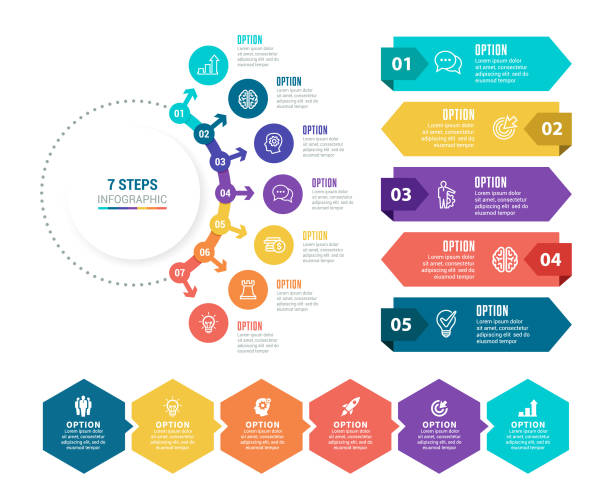 7 STEPS
INFOGRAPHIC
01
OPTION
Lorem ipsum dolor
sit amet, consectetur
adipiscing elit, sed do
eiusmod tempor
02
OPTION
Lorem ipsum dolor
sit amet, consectetur
adipiscing elit, sed do
eiusmod tempor
03
OPTION
Lorem ipsum dolor
sit amet, consectetur
adipiscing elit, sed do
eiusmod tempor
04
OPTION
Lorem ipsum dolor
sit amet, consectetur
adipiscing elit, sed do
eiusmod tempor
05
OPTION
Lorem ipsum dolor
sit amet, consectetur
adipiscing elit, sed do
eiusmod tempor
06
OPTION
Lorem ipsum dolor
sit amet, consectetur
adipiscing elit, sed do
eiusmod tempor
07
OPTION
Lorem ipsum dolor
sit amet, consectetur
adipiscing elit, sed do
eiusmod tempor
01
OPTION
Lorem ipsum dolor
sit amet, consectetur
adipiscing elit, sed do
eiusmod tempor
OPTION
Lorem ipsum dolor
sit amet, consectetur
adipiscing elit, sed do
eiusmod tempor
02
03
OPTION
Lorem ipsum dolor
sit amet, consectetur
adipiscing elit, sed do
eiusmod tempor
OPTION
Lorem ipsum dolor
sit amet, consectetur
adipiscing elit, sed do
eiusmod tempor
04
05
OPTION
Lorem ipsum dolor
sit amet, consectetur
adipiscing elit, sed do
eiusmod tempor
OPTION
Lorem ipsum dolor
sit amet, consectetur
adipiscing elit, sed do
eiusmod tempor
OPTION
Lorem ipsum dolor
sit amet, consectetur
adipiscing elit, sed do
eiusmod tempor
OPTION
Lorem ipsum dolor
sit amet, consectetur
adipiscing elit, sed do
eiusmod tempor
OPTION
Lorem ipsum dolor
sit amet, consectetur
adipiscing elit, sed do
eiusmod tempor
OPTION
Lorem ipsum dolor
sit amet, consectetur
adipiscing elit, sed do
eiusmod tempor
OPTION
Lorem ipsum dolor
sit amet, consectetur
adipiscing elit, sed do
eiusmod tempor